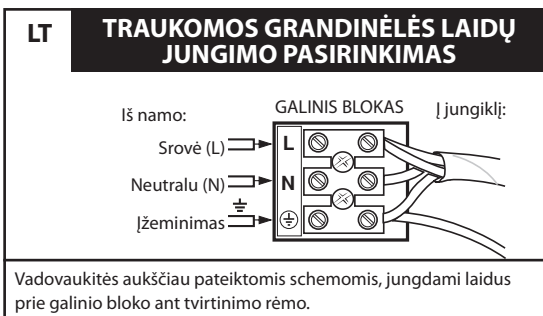 LT
TRAUKOMOS GRANDINĖLĖS LAIDŲ
JUNGIMO PASIRINKIMAS
Iš namo:
GALINIS BLOKAS
Į jungiklį:
Srovė (L)
L
Neutralu (N)
N
Įžeminimas
Vadovaukitės aukščiau pateiktomis schemomis, jungdami laidus
prie galinio bloko ant tvirtinimo rėmo.